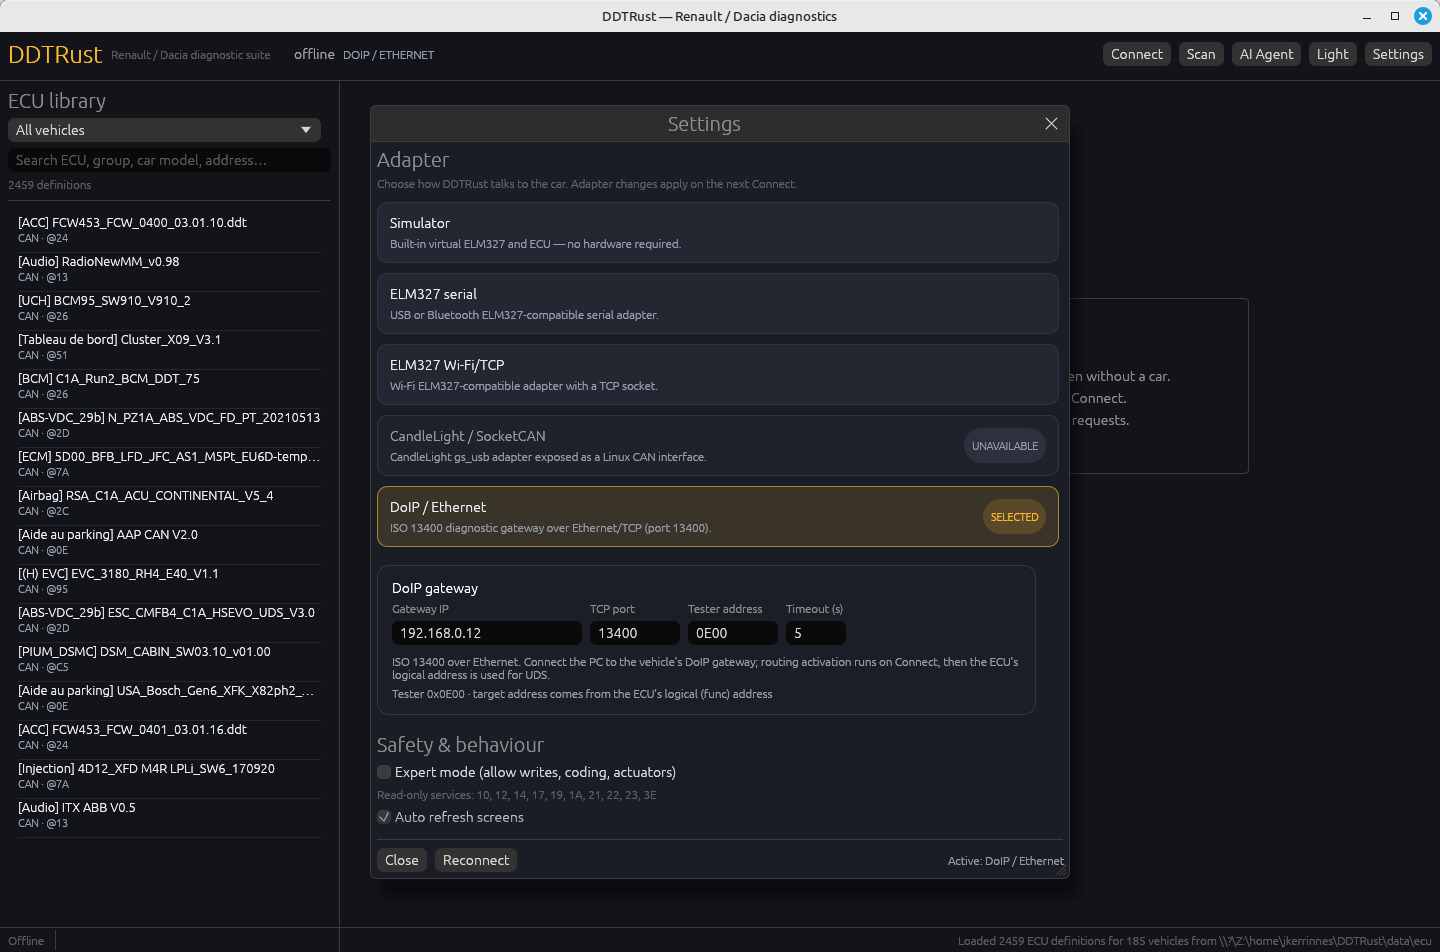 DDTRust — Renault / Dacia diagnostics
DDTRust Renault / Dacia diagnostic suite offline DOIP / ETHERNET Connect Scan AI Agent Light Settings
ECU library
All vehicles
Search ECU, group, car model, address...
2459 definitions
[ACC] FCW453_FCW_0400_03.01.10.ddt
CAN · @24
[Audio] RadioNewMM_v0.98
CAN · @13
[UCH] BCM95_SW910_V910_2
CAN · @26
[Tableau de bord] Cluster_X09_V3.1
CAN · @51
[BCM] C1A_Run2_BCM_DDT_75
CAN · @26
[ABS-VDC_29b] N_PZ1A_ABS_VDC_FD_PT_20210513
CAN · @2D
[ECM] 5D00_BFB_LFD_JFC_AS1_M5Pt_EU6D-temp...
CAN · @7A
[Airbag] RSA_C1A_ACU_CONTINENTAL_V5_4
CAN · @2C
[Aide au parking] AAP CAN V2.0
CAN · @0E
[(H) EVC] EVC_3180_RH4_E40_V1.1
CAN · @95
[ABS-VDC_29b] ESC_CMFB4_C1A_HSEVO_UDS_V3.0
CAN · @2D
[PIUM_DSMC] DSM_CABIN_SW03.10_v01.00
CAN · @C5
[Aide au parking] USA_Bosch_Gen6_XFK_X82ph2_...
CAN · @0E
[ACC] FCW453_FCW_0401_03.01.16.ddt
CAN · @24
[Injection] 4D12_XFD M4R LPLi_SW6_170920
CAN · @7A
[Audio] ITX ABB V0.5
CAN · @13
Settings
Adapter
Choose how DDTRust talks to the car. Adapter changes apply on the next Connect.
Simulator
Built-in virtual ELM327 and ECU — no hardware required.
ELM327 serial
USB or Bluetooth ELM327-compatible serial adapter.
ELM327 Wi-Fi/TCP
Wi-Fi ELM327-compatible adapter with a TCP socket.
CandleLight / SocketCAN
CandleLight gs_usb adapter exposed as a Linux CAN interface.
UNAVAILABLE
DoIP / Ethernet
ISO 13400 diagnostic gateway over Ethernet/TCP (port 13400).
SELECTED
DoIP gateway
Gateway IP TCP port Tester address Timeout (s)
192.168.0.12 13400 0E00 5
ISO 13400 over Ethernet. Connect the PC to the vehicle's DoIP gateway; routing activation runs on Connect, then the ECU's
logical address is used for UDS.
Tester 0x0E00 · target address comes from the ECU's logical (func) address
Safety & behaviour
Expert mode (allow writes, coding, actuators)
Read-only services: 10, 12, 14, 17, 19, 1A, 21, 22, 23, 3E
Auto refresh screens
Close Reconnect Active: DoIP / Ethernet
en without a car.
Connect.
requests.
Offline Loaded 2459 ECU definitions for 185 vehicles from \\?\Z:\home\jkerrinnes\DDTRust\data\ecu